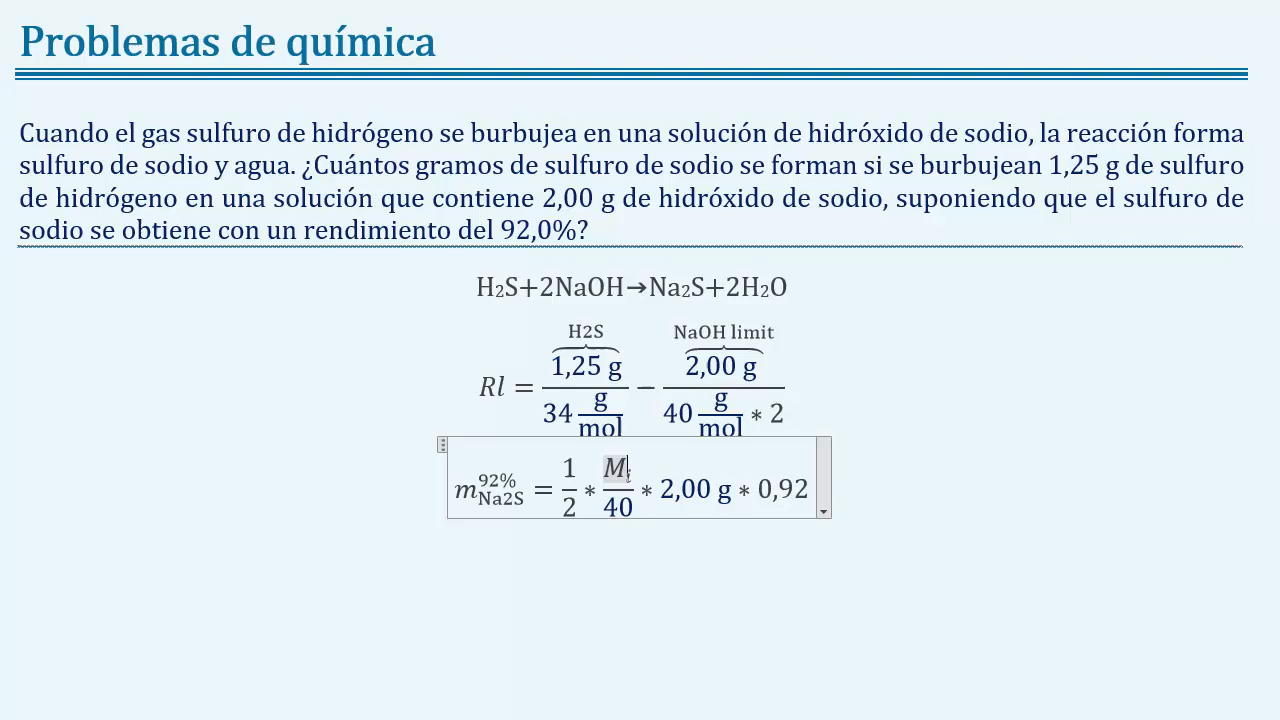 Problemas de química
Cuando el gas sulfuro de hidrógeno se burbujea en una solución de hidróxido de sodio, la reacción forma
sulfuro de sodio y agua. ¿Cuántos gramos de sulfuro de sodio se forman si se burbujean 1,25 g de sulfuro
de hidrógeno en una solución que contiene 2,00 g de hidróxido de sodio, suponiendo que el sulfuro de
sodio se obtiene con un rendimiento del 92,0%?
H₂S+2NaOH→Na₂S+2H₂O
H2S NaOH limit
1,25 g 2,00 g
Rl = −
34 g/mol 40 g/mol * 2
m 92% Na2S = 1/2 * M/40 * 2,00 g * 0,92